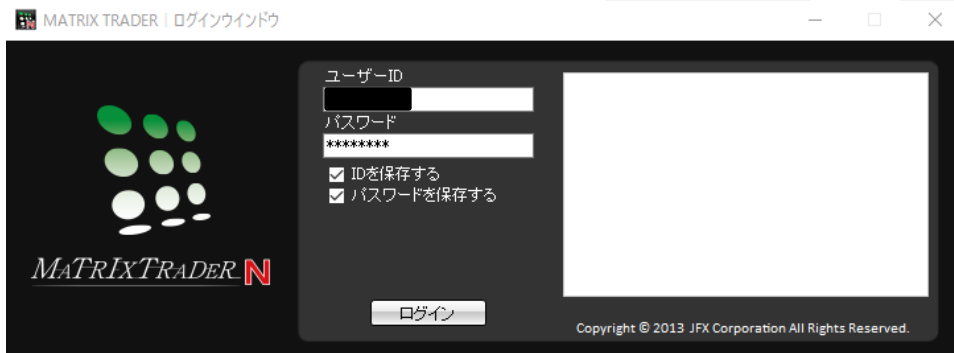 MATRIX TRADER | ログインウインドウ
ユーザーID
パスワード
********
IDを保存する
パスワードを保存する
MATRIXTRADER N
ログイン
Copyright © 2013 JFX Corporation All Rights Reserved.